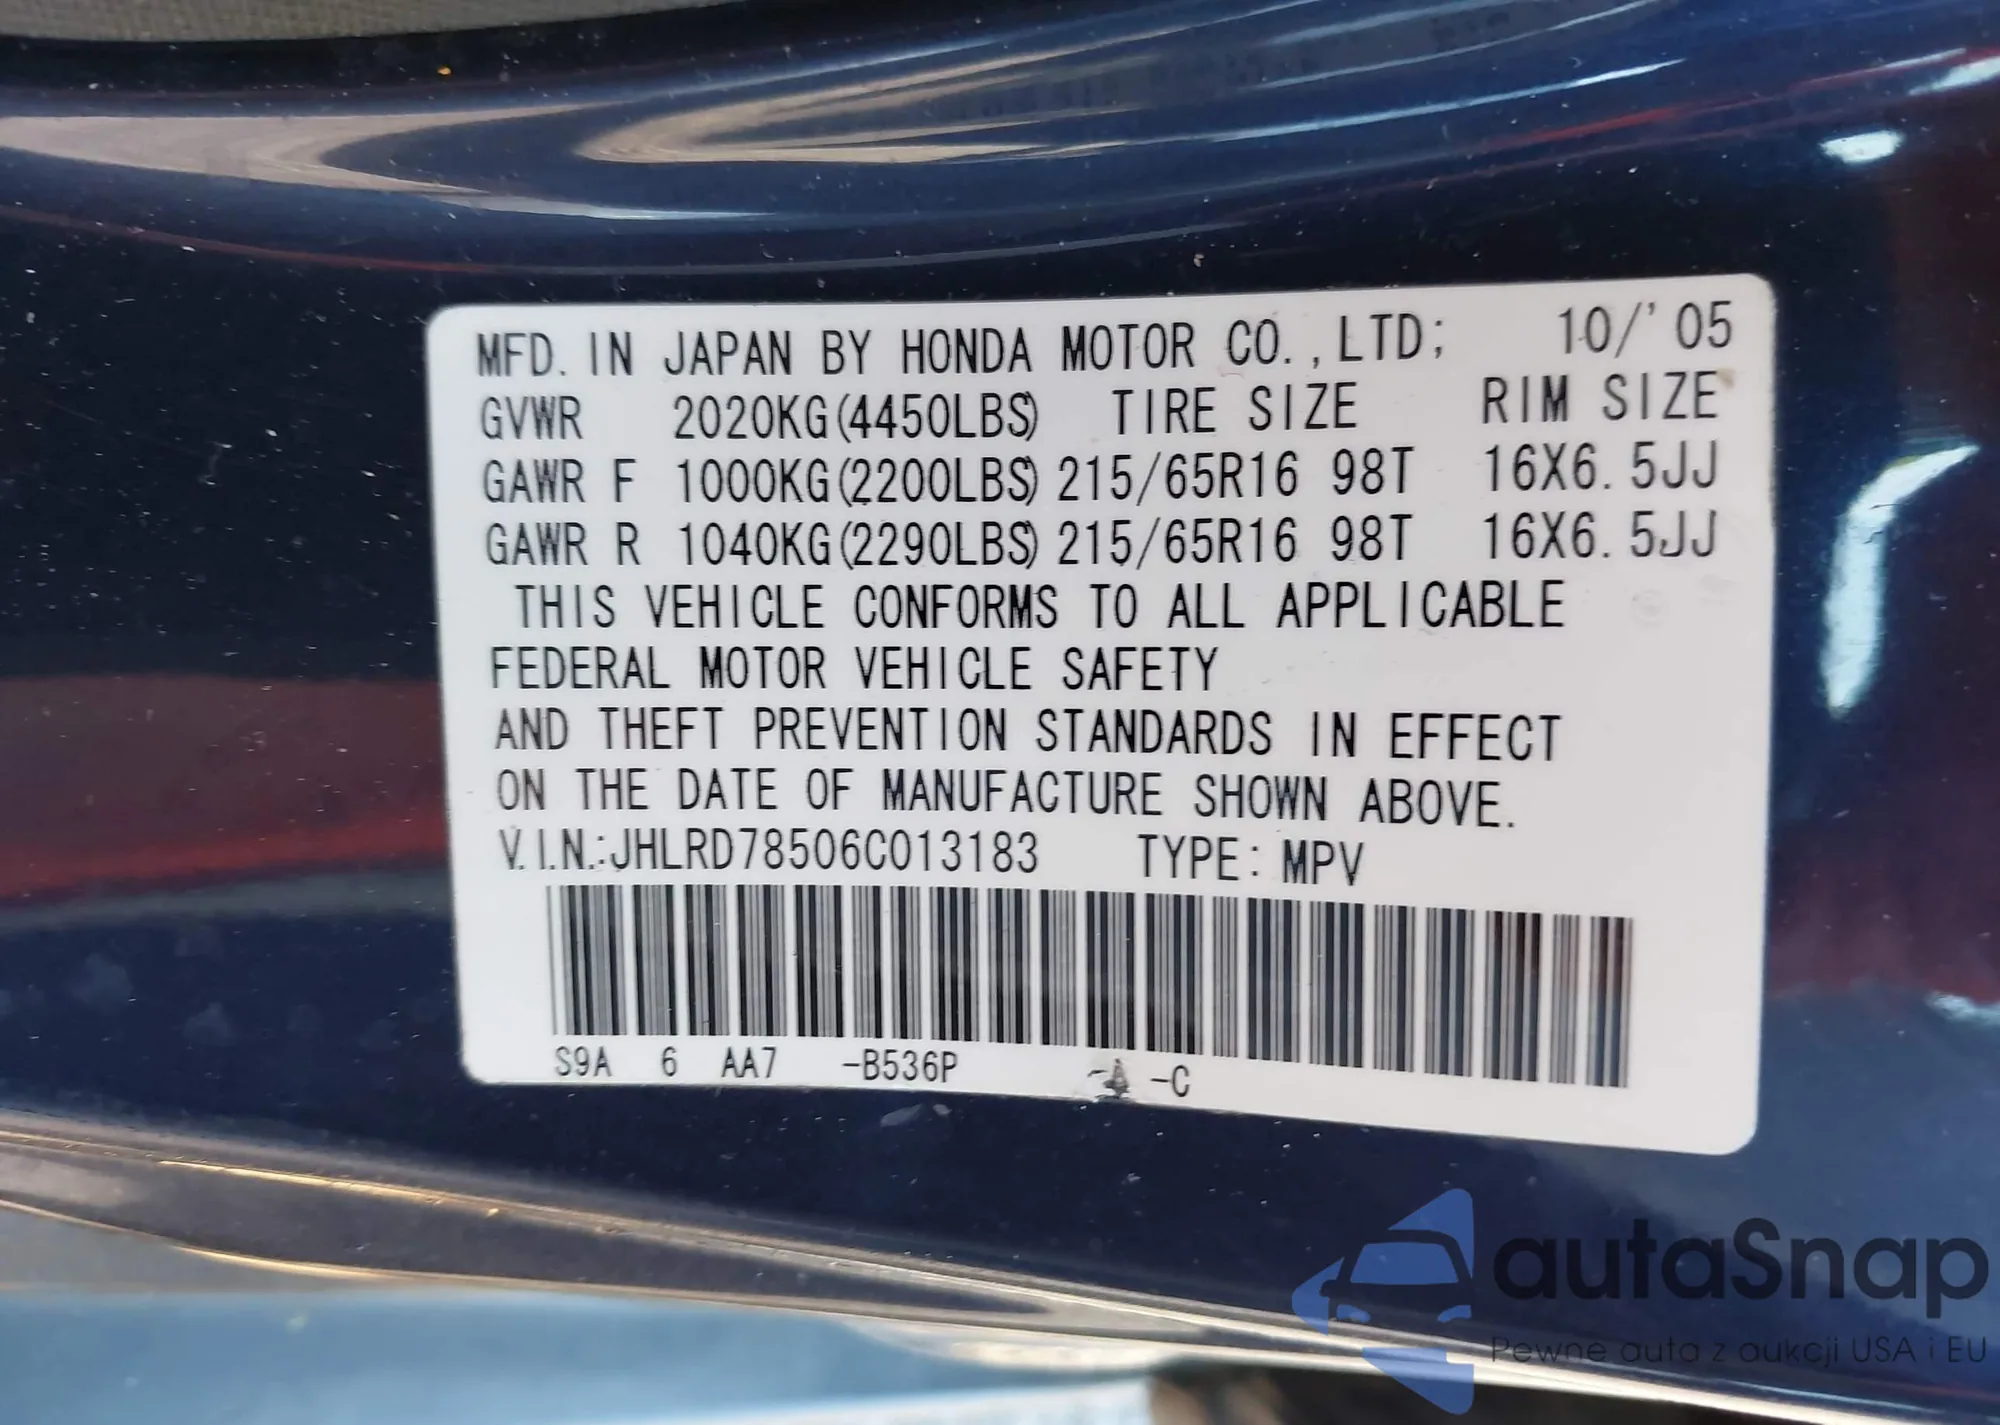 MFD. IN JAPAN BY HONDA MOTOR CO.,LTD; 10/'05
GVWR 2020KG(4450LBS) TIRE SIZE RIM SIZE
GAWR F 1000KG(2200LBS) 215/65R16 98T 16X6.5JJ
GAWR R 1040KG(2290LBS) 215/65R16 98T 16X6.5JJ
THIS VEHICLE CONFORMS TO ALL APPLICABLE
FEDERAL MOTOR VEHICLE SAFETY
AND THEFT PREVENTION STANDARDS IN EFFECT
ON THE DATE OF MANUFACTURE SHOWN ABOVE.
V.I.N.:JHLRD78506C013183 TYPE: MPV
S9A 6 AA7 -B536P -A -C
autaSnap
Pewne auta z aukcji USA i EU